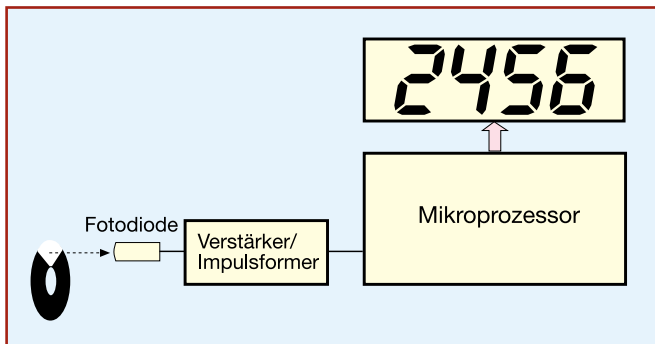 2456
Fotodiode
Verstärker/
Impulsformer
Mikroprozessor